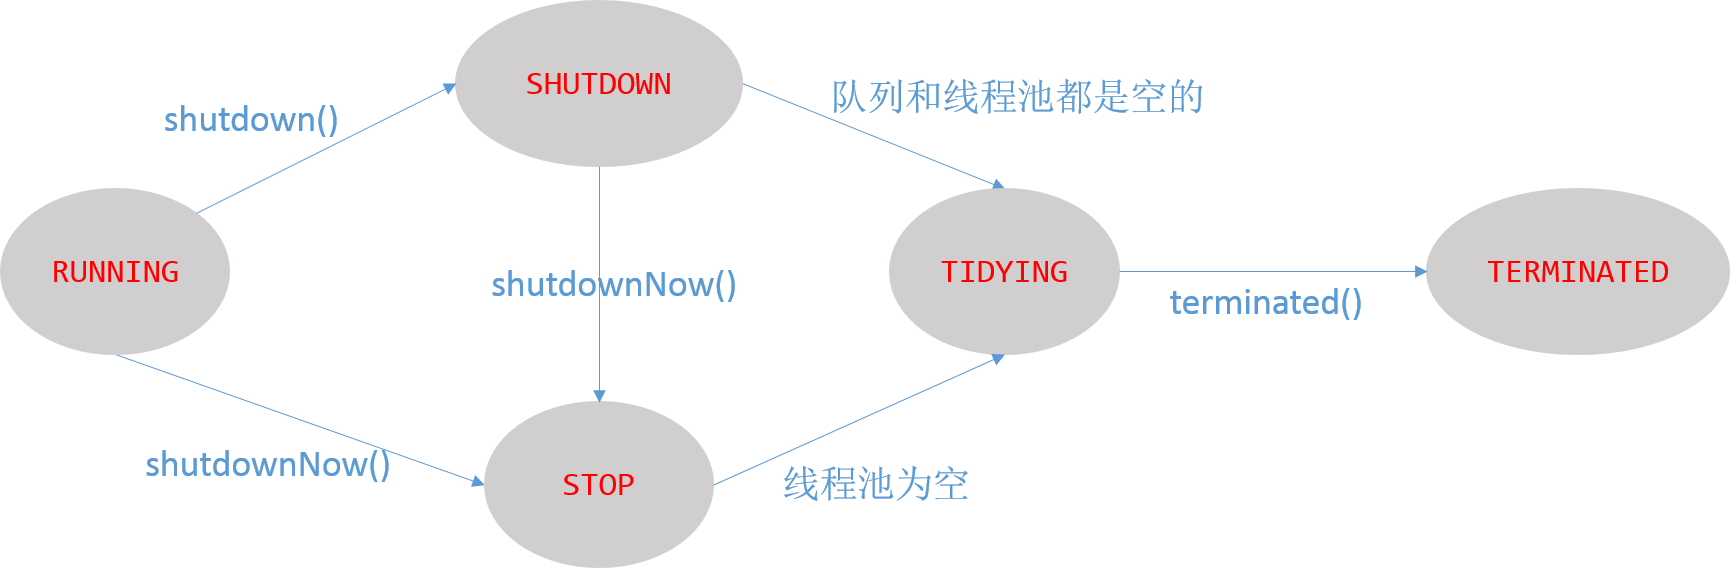 SHUTDOWN
队列和线程池都是空的
shutdown()
RUNNING
shutdownNow()
TIDYING
terminated()
TERMINATED
shutdownNow()
STOP
线程池为空